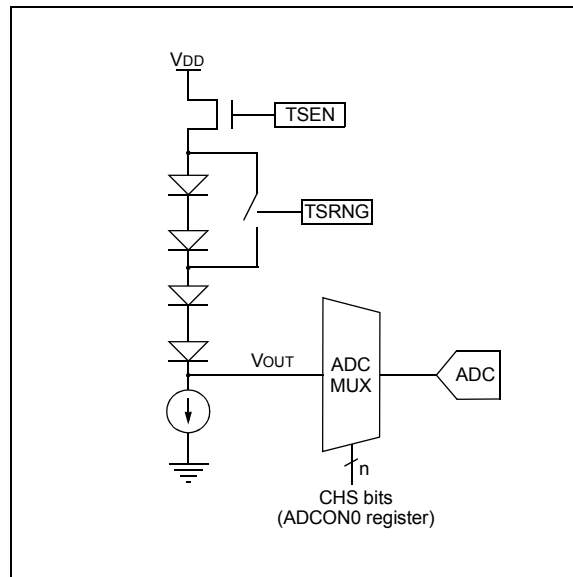 VDD
TSEN
TSRNG
VOUT
ADC
MUX
ADC
n
CHS bits
(ADCON0 register)